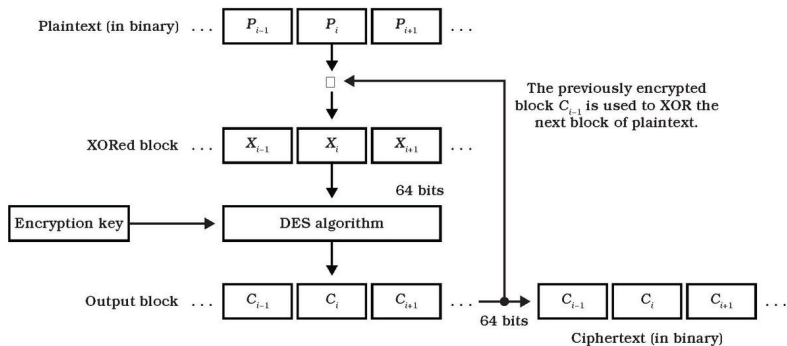 Plaintext (in binary) . . . P_{i–1} P_i P_{i+1} . . .
□
The previously encrypted
block C_{i–1} is used to XOR the
next block of plaintext.
XORed block . . . X_{i–1} X_i X_{i+1} . . .
64 bits
Encryption key DES algorithm
Output block . . . C_{i–1} C_i C_{i+1} . . . C_{i–1} C_i C_{i+1} . . .
64 bits
Ciphertext (in binary)